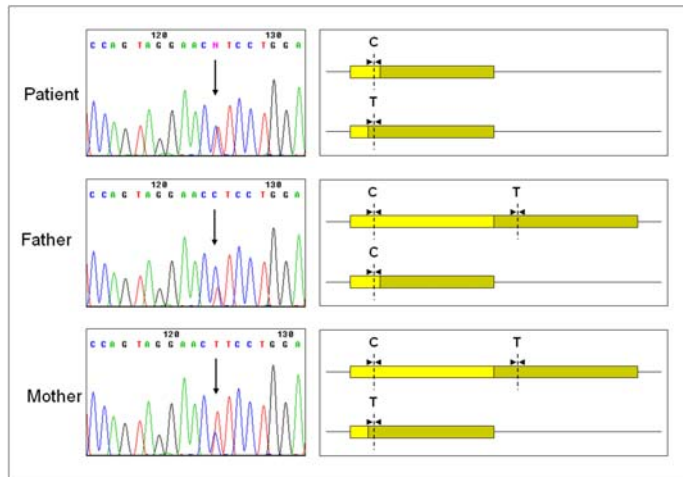 120 130
C C A G T A G G A A C N T C C T G G A
Patient
C
T
120 130
C C A G T A G G A A C C T C C T G G A
Father
C T
C
120 130
C C A G T A G G A A C T T C C T G G A
Mother
C T
T